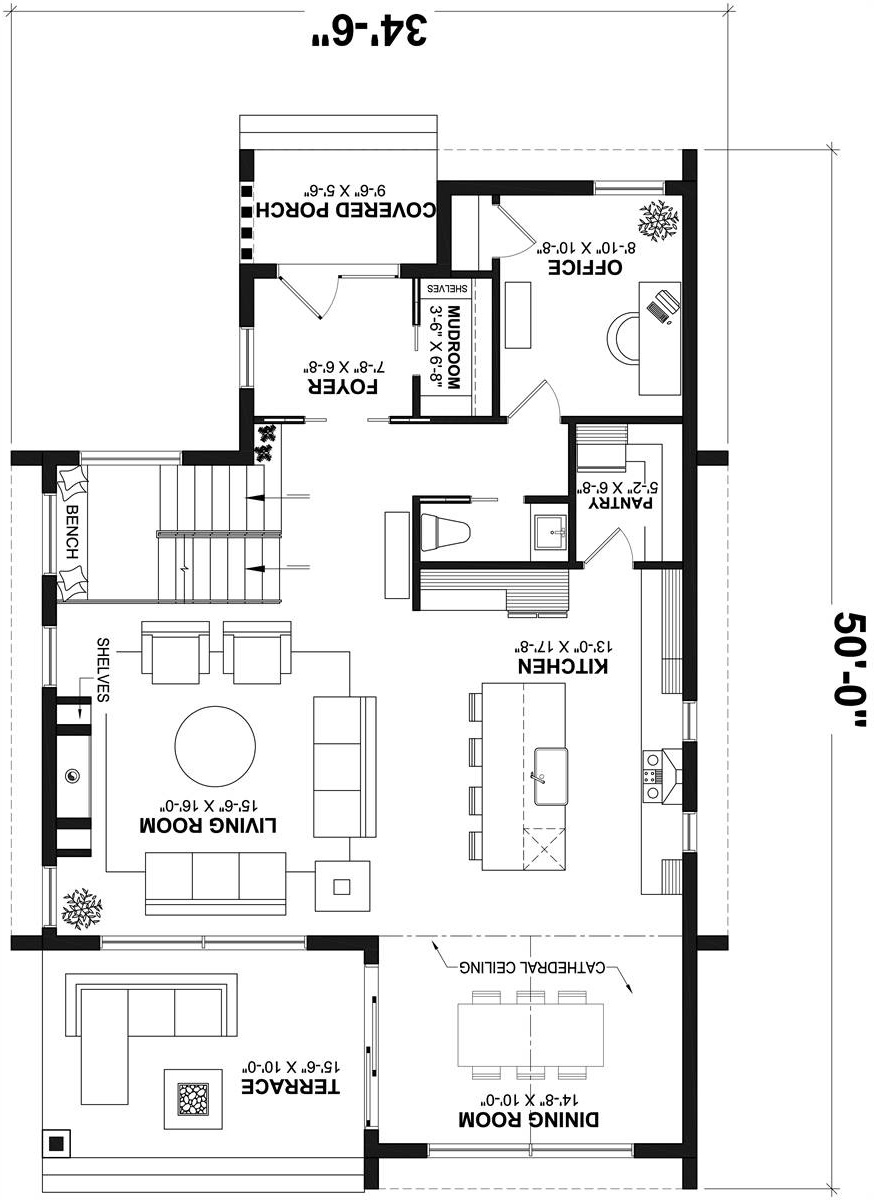 34'-6"
COVERED PORCH
9'-6" X 5'-6"
OFFICE
8'-10" X 10'-8"
SHELVES
MUDROOM
3'-6" X 6'-8"
FOYER
7'-8" X 6'-8"
PANTRY
5'-2" X 6'-8"
BENCH
KITCHEN
13'-0" X 17'-8"
50'-0"
SHELVES
LIVING ROOM
15'-6" X 16'-0"
CATHEDRAL CEILING
TERRACE
15'-6" X 10'-0"
DINING ROOM
14'-8" X 10'-0"